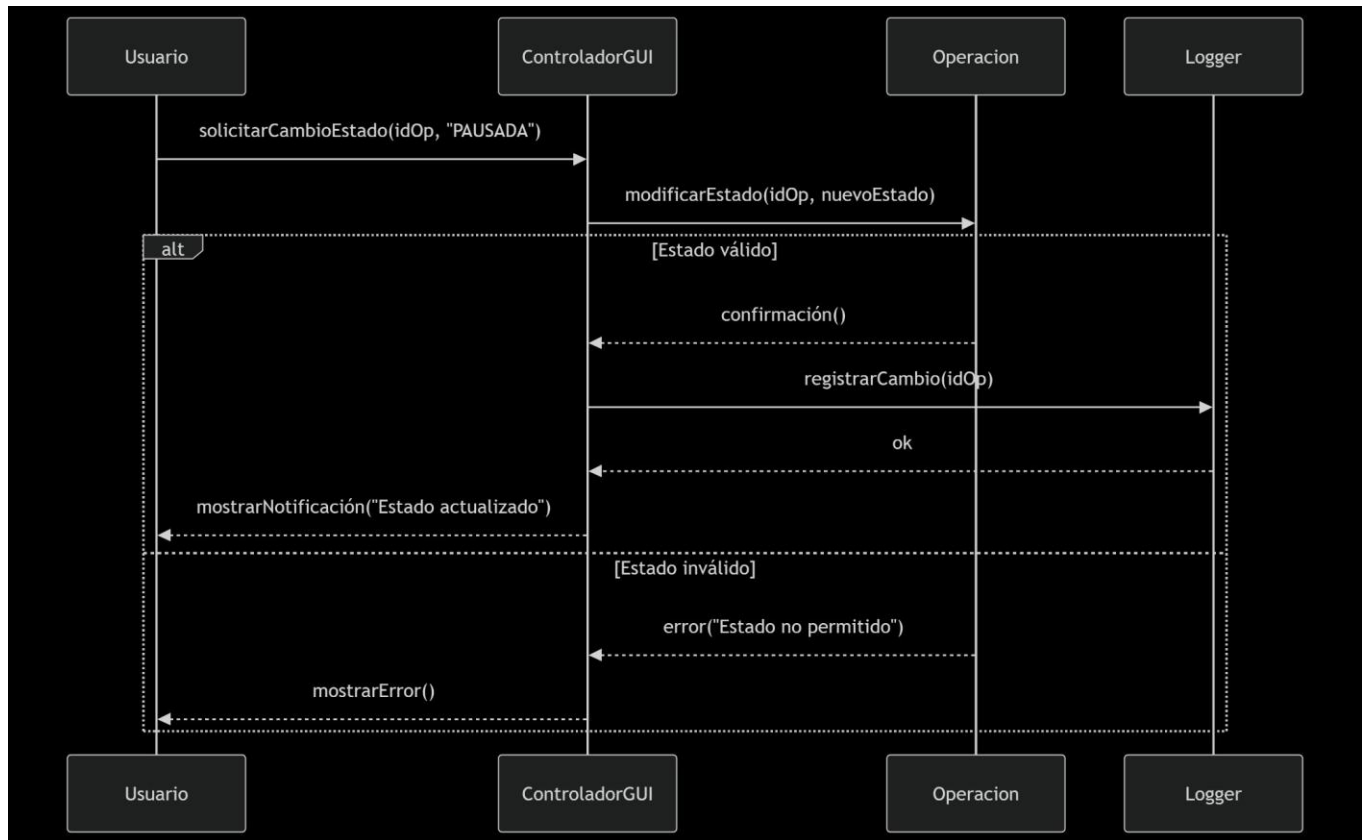 Usuario
ControladorGUI
Operacion
Logger
solicitarCambioEstado(idOp, "PAUSADA")
modificarEstado(idOp, nuevoEstado)
alt
[Estado válido]
confirmación()
registrarCambio(idOp)
ok
mostrarNotificación("Estado actualizado")
[Estado inválido]
error("Estado no permitido")
mostrarError()
Usuario
ControladorGUI
Operacion
Logger